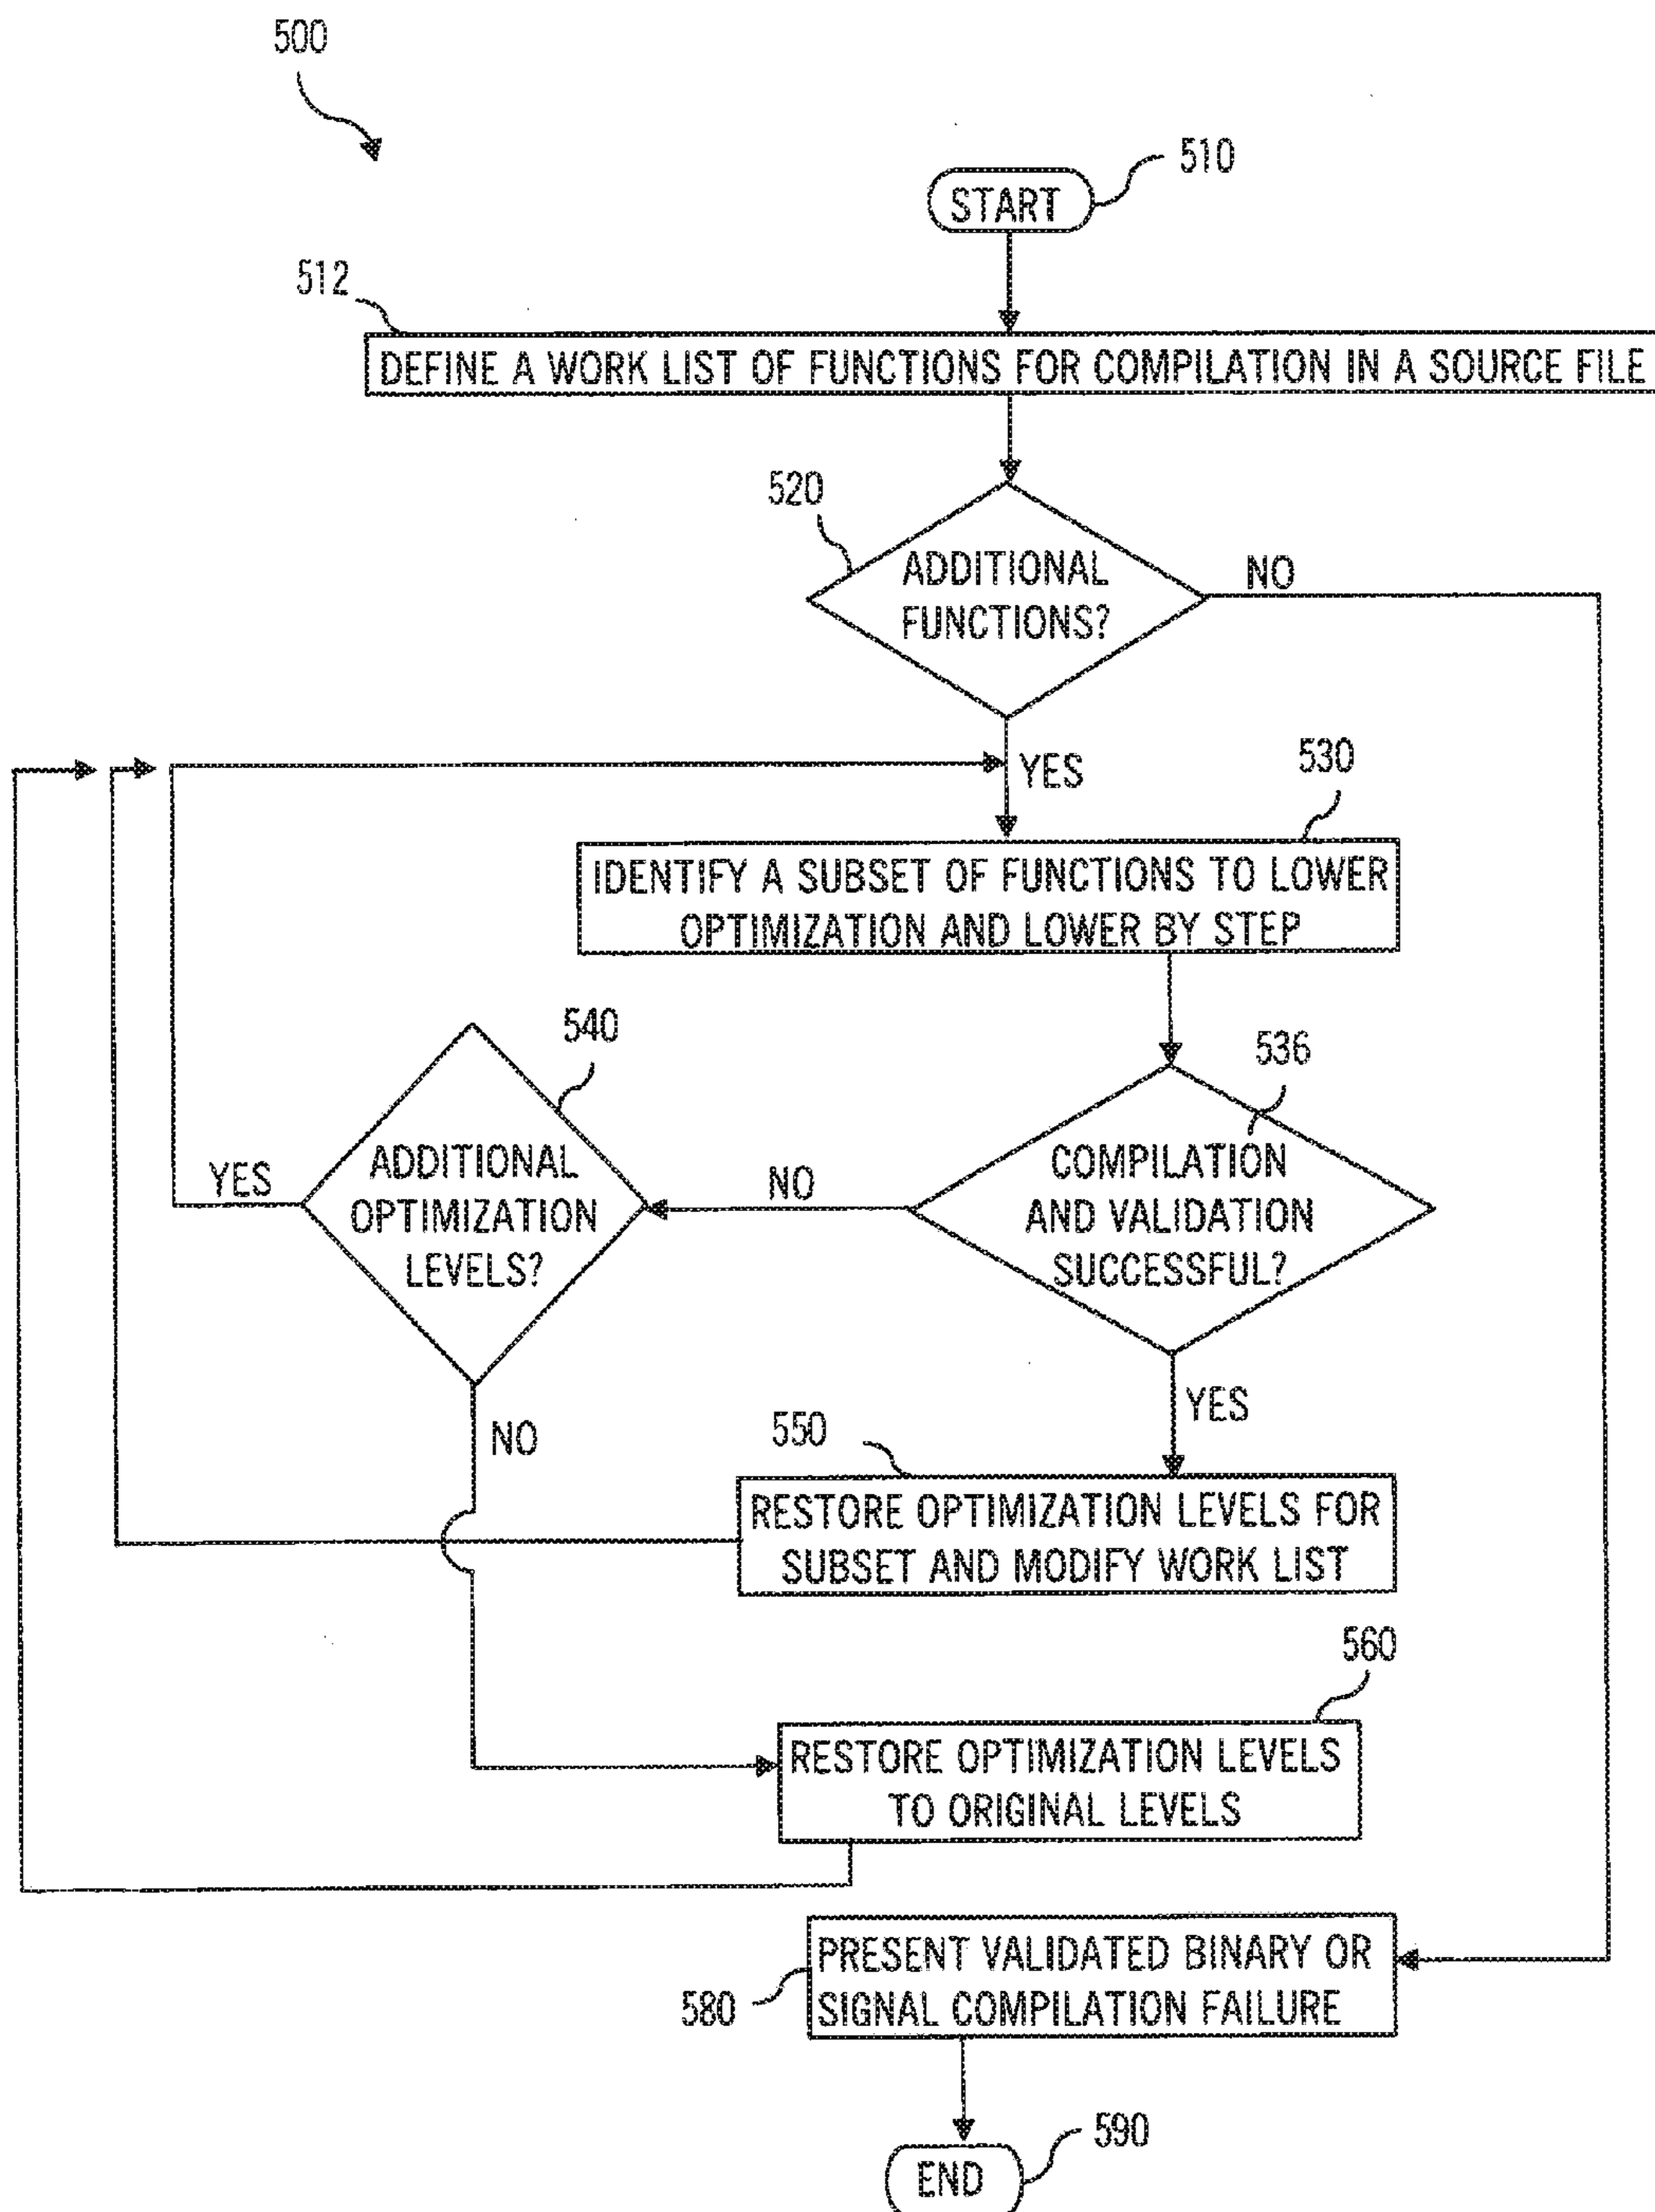 500
510
START
512
DEFINE A WORK LIST OF FUNCTIONS FOR COMPILATION IN A SOURCE FILE
520
ADDITIONAL
FUNCTIONS?
NO
YES
530
IDENTIFY A SUBSET OF FUNCTIONS TO LOWER
OPTIMIZATION AND LOWER BY STEP
540
536
ADDITIONAL
OPTIMIZATION
LEVELS?
YES
NO
COMPILATION
AND VALIDATION
SUCCESSFUL?
NO
YES
550
RESTORE OPTIMIZATION LEVELS FOR
SUBSET AND MODIFY WORK LIST
560
RESTORE OPTIMIZATION LEVELS
TO ORIGINAL LEVELS
580
PRESENT VALIDATED BINARY OR
SIGNAL COMPILATION FAILURE
590
END